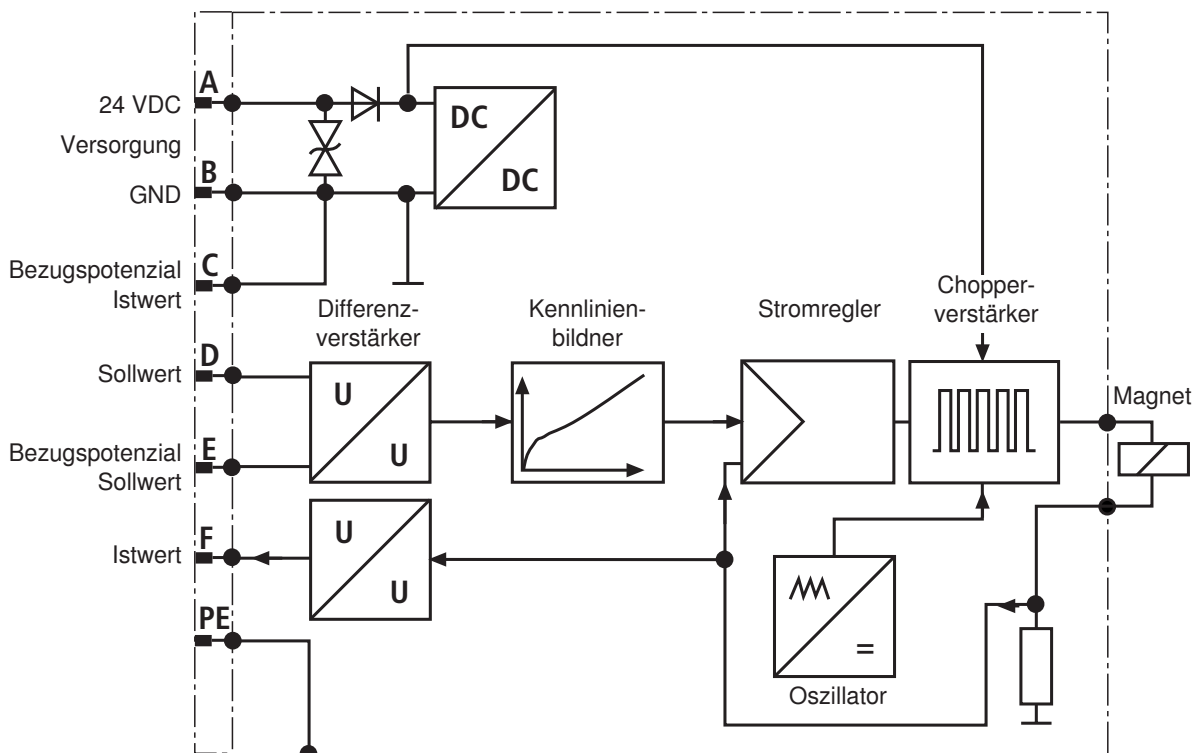 A
24 VDC
Versorgung
B
GND
DC
DC
Bezugspotenzial
Istwert
C
Differenz-
verstärker
Kennlinien-
bildner
Stromregler
Chopper-
verstärker
D
Sollwert
U
U
Magnet
Bezugspotenzial
Sollwert
E
F
Istwert
U
U
PE
=
Oszillator